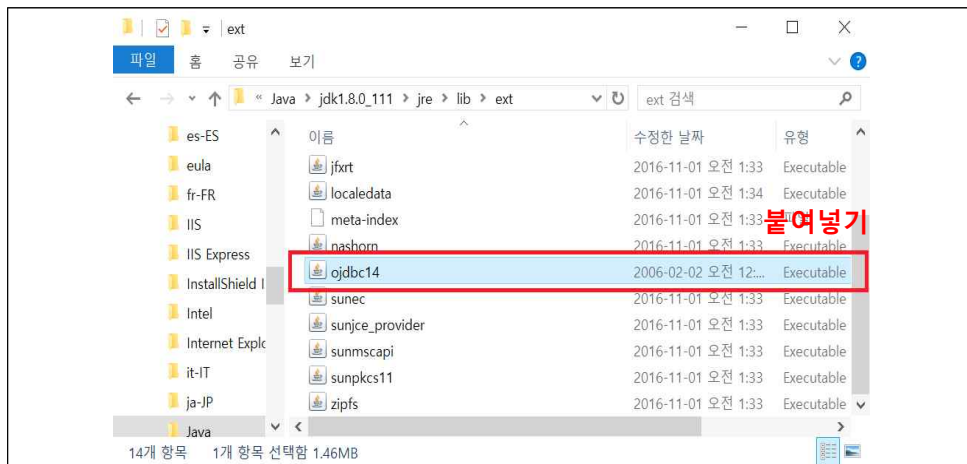 ext
파일 홈 공유 보기
« Java > jdk1.8.0_111 > jre > lib > ext
ext 검색
es-ES
eula
fr-FR
IIS
IIS Express
InstallShield I
Intel
Internet Explo
it-IT
ja-JP
Java
이름 수정한 날짜 유형
jfxrt 2016-11-01 오전 1:33 Executable
localedata 2016-11-01 오전 1:34 Executable
meta-index 2016-11-01 오전 1:33 파일
붙여넣기
nashorn 2016-11-01 오전 1:33 Executable
ojdbc14 2006-02-02 오전 12:... Executable
sunec 2016-11-01 오전 1:33 Executable
sunjce_provider 2016-11-01 오전 1:33 Executable
sunmscapi 2016-11-01 오전 1:33 Executable
sunpkcs11 2016-11-01 오전 1:33 Executable
zipfs 2016-11-01 오전 1:33 Executable
14개 항목 1개 항목 선택함 1.46MB